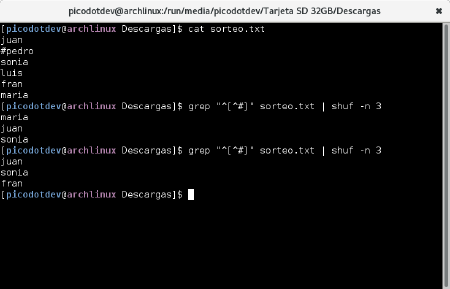 picodotdev@archlinux:/run/media/picodotdev/Tarjeta SD 32GB/Descargas
[picodotdev@archlinux Descargas]$ cat sorteo.txt
juan
#pedro
sonia
luis
fran
maria
[picodotdev@archlinux Descargas]$ grep "^[^#]" sorteo.txt | shuf -n 3
maria
juan
sonia
[picodotdev@archlinux Descargas]$ grep "^[^#]" sorteo.txt | shuf -n 3
juan
sonia
fran
[picodotdev@archlinux Descargas]$